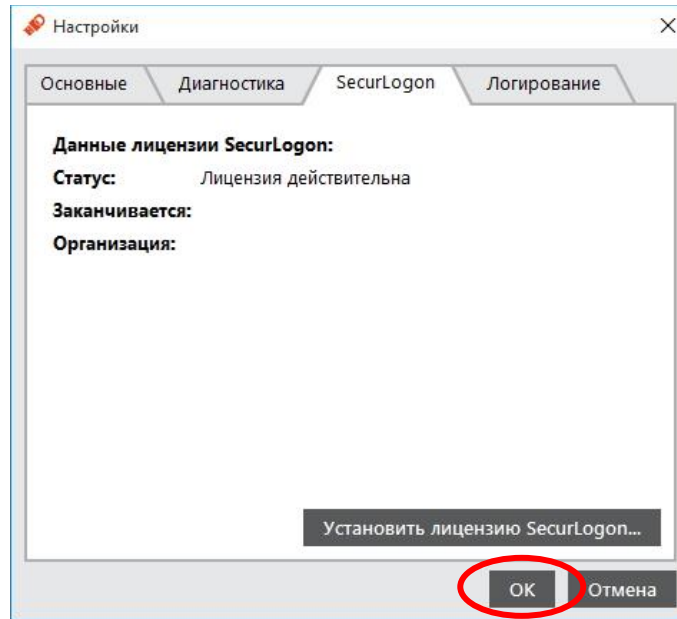 Настройки
Основные Диагностика SecurLogon Логирование
Данные лицензии SecurLogon:
Статус: Лицензия действительна
Заканчивается:
Организация:
Установить лицензию SecurLogon...
OK Отмена